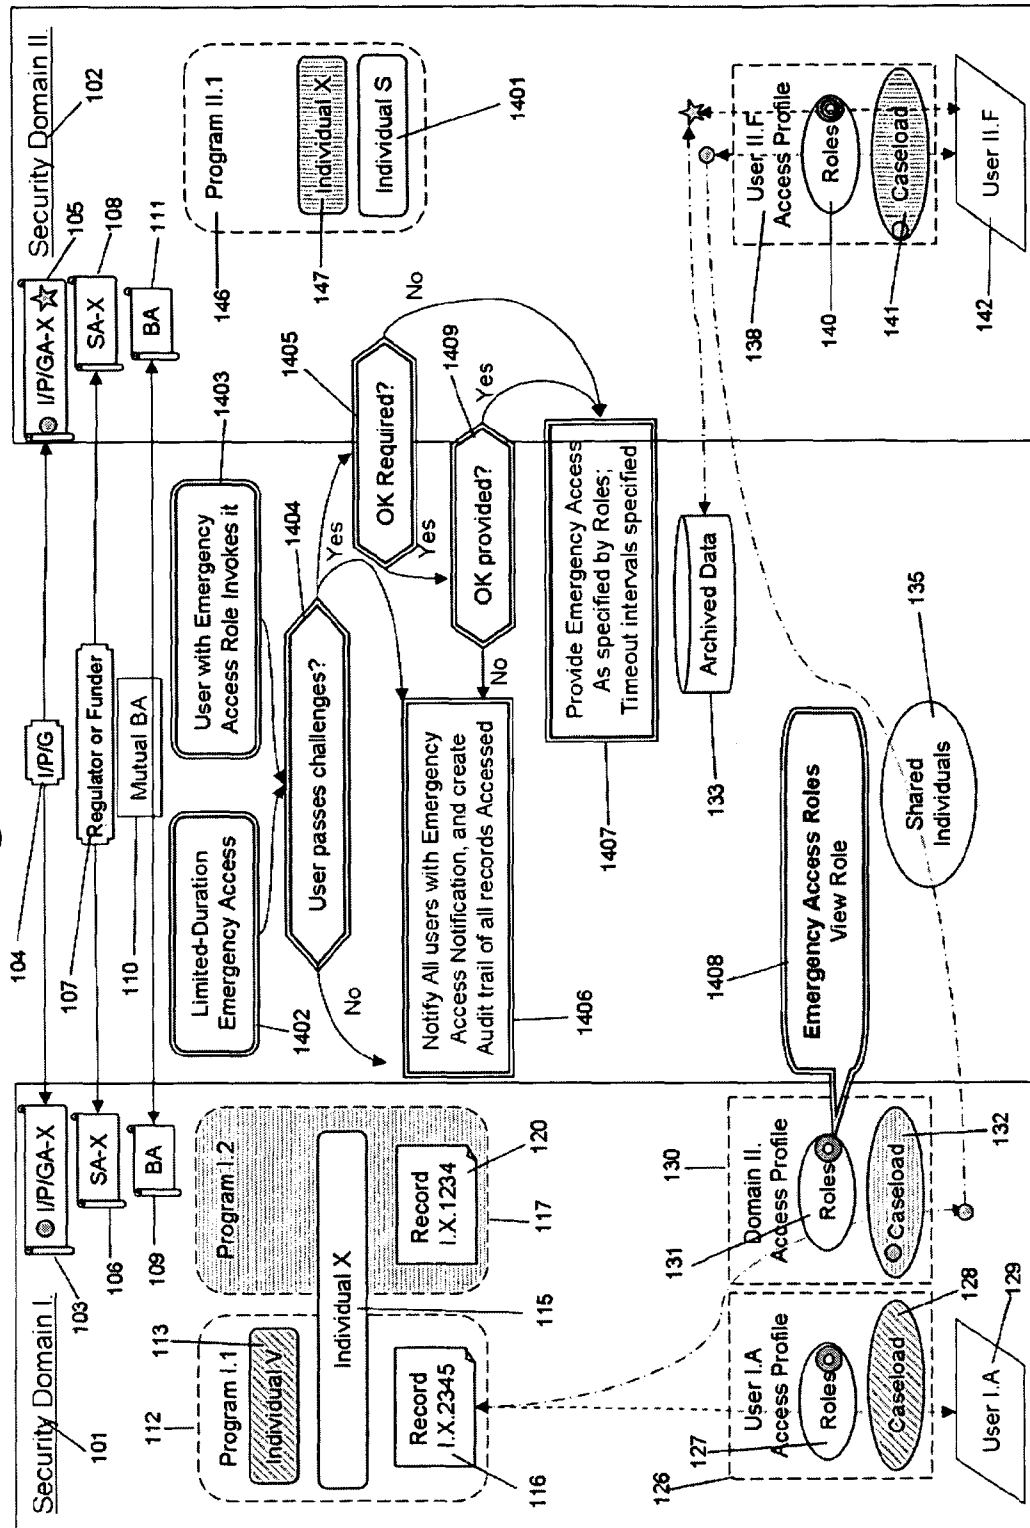 Security Domain I.
101
I/P/GA-X
103
SA-X
106
BA
109
104
I/P/G
107
Regulator or Funder
110
Mutual BA
Security Domain II.
102
I/P/GA-X
105
SA-X
108
BA
111
112
Program I.1
113
Individual V
Individual X
115
Record
I.X.2345
116
Program I.2
Record
I.X.1234
120
117
Limited-Duration
Emergency Access
1402
User with Emergency
Access Role Invokes it
1403
User passes challenges?
1404
No
Yes
OK Required?
1405
Yes
No
OK provided?
1409
No
Yes
Notify All users with Emergency
Access Notification, and create
Audit trail of all records Accessed
1406
Provide Emergency Access
As specified by Roles;
Timeout intervals specified
1407
Program II.1
146
Individual X
147
Individual S
1401
Archived Data
133
Emergency Access Roles
View Role
1408
Shared
Individuals
135
User I.A
Access Profile
Roles
127
126
Caseload
128
User I.A
129
Domain II.
Access Profile
130
Roles
131
Caseload
132
User II.F
Access Profile
138
Roles
140
Caseload
141
User II.F
142